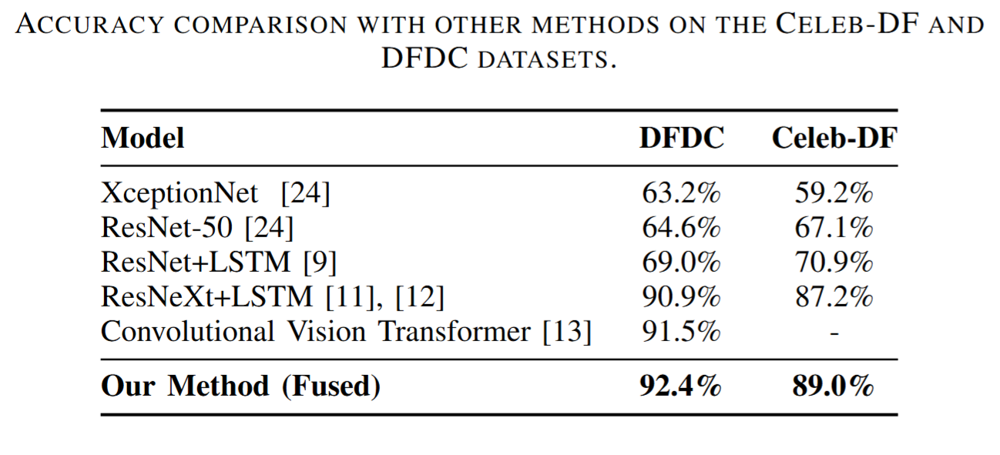 ACCURACY COMPARISON WITH OTHER METHODS ON THE CELEB-DF AND
DFDC DATASETS.
Model DFDC Celeb-DF
XceptionNet [24] 63.2% 59.2%
ResNet-50 [24] 64.6% 67.1%
ResNet+LSTM [9] 69.0% 70.9%
ResNeXt+LSTM [11], [12] 90.9% 87.2%
Convolutional Vision Transformer [13] 91.5% -
Our Method (Fused) 92.4% 89.0%